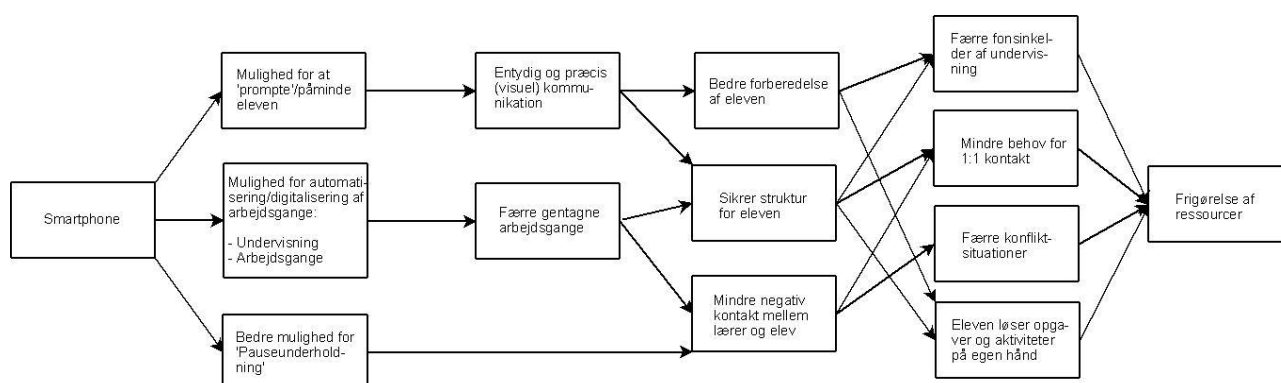 Smartphone
Mulighed for at
'prompte'/påminde
eleven
Mulighed for automati-
sering/digitalisering af
arbejdsgange:
- Undervisning
- Arbejdsgange
Bedre mulighed for
'Pauseunderhold-
ning'
Entydig og præcis
(visuel) kommu-
nikation
Færre gentagne
arbejdsgange
Bedre forberedelse
af eleven
Sikrer struktur
for eleven
Mindre negativ
kontakt mellem
lærer og elev
Færre fonsinkel-
der af undervis-
ning
Mindre behov for
1:1 kontakt
Færre konflikt-
situationer
Eleven løser opga-
ver og aktiviteter
på egen hånd
Frigørelse af
ressourcer